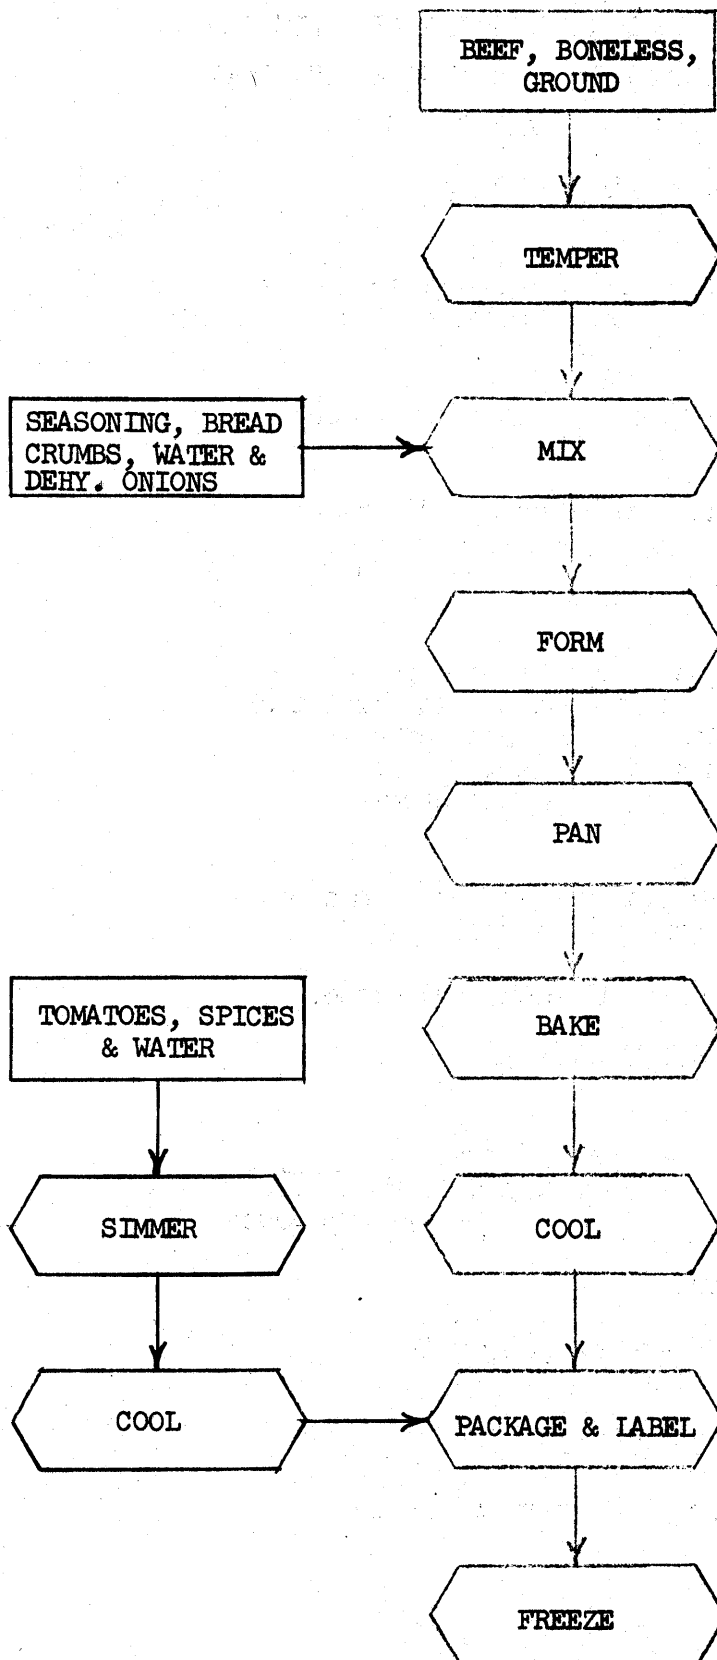 BEEF, BONELESS,
GROUND
TEMPER
SEASONING, BREAD
CRUMBS, WATER &
DEHY. ONIONS
MIX
FORM
PAN
BAKE
TOMATOES, SPICES
& WATER
SIMMER
COOL
COOL
PACKAGE & LABEL
FREEZE